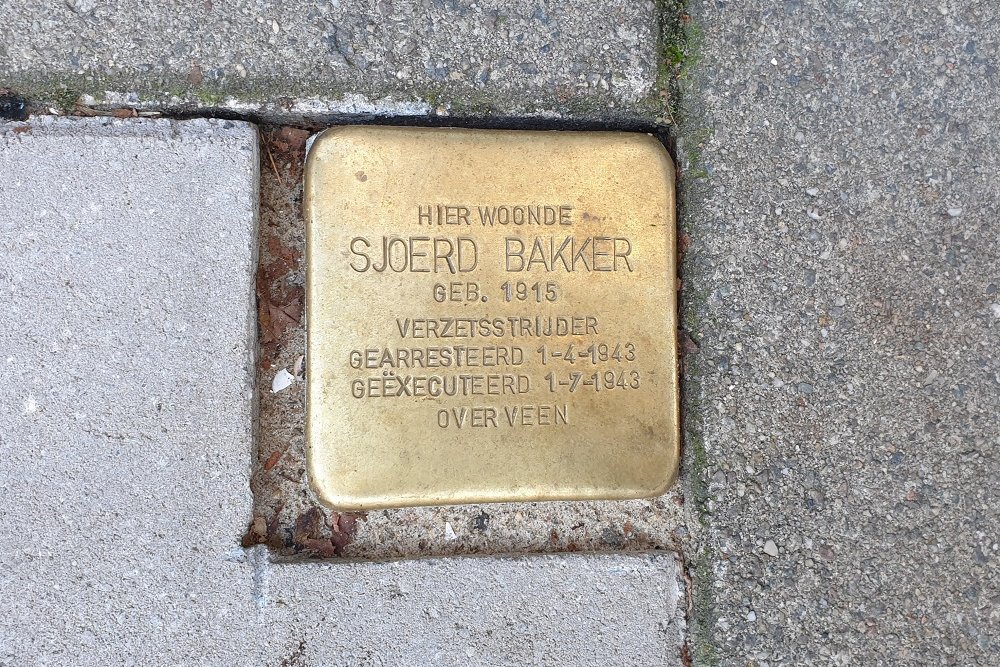 HIER WOONDE
SJOERD BAKKER
GEB. 1915
VERZETSSTRIJDER
GEARRESTEERD 1-4-1943
GEËXECUTEERD 1-7-1943
OVERVEEN